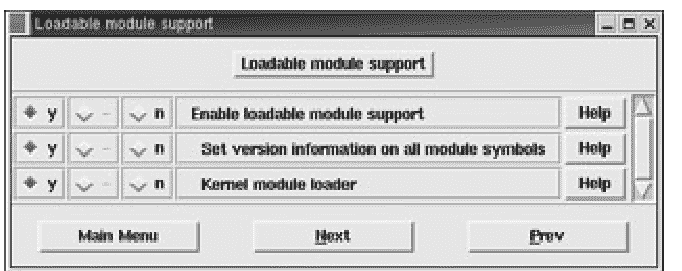 Loadable module support
Loadable module support
y - n Enable loadable module support Help
y - n Set version information on all module symbols Help
y - n Kernel module loader Help
Main Menu Next Prev